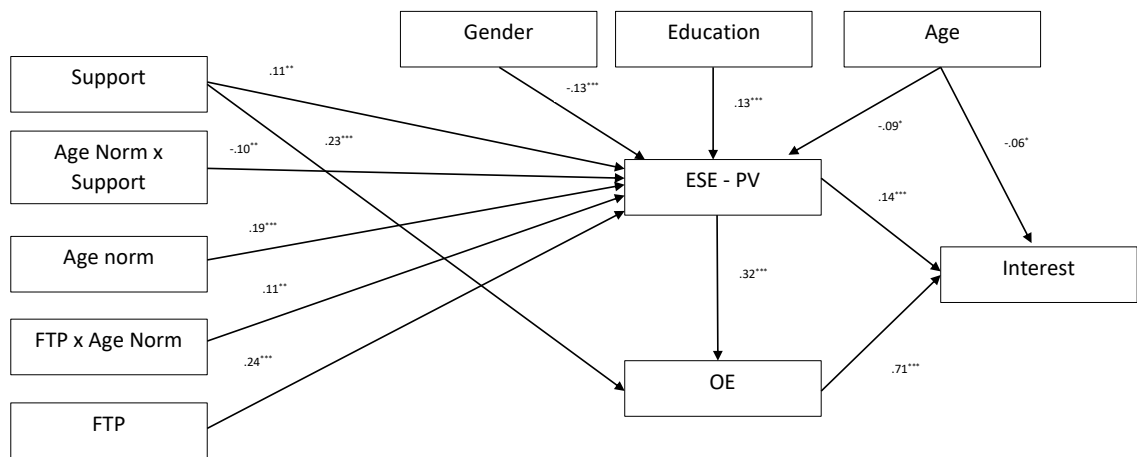 Gender
Education
Age
Support
.11**
-.13***
.13***
-.09*
-.06*
Age Norm x
Support
-.10**
.23***
ESE - PV
.14***
Age norm
.19***
.32***
Interest
FTP x Age Norm
.11**
.24***
OE
.71***
FTP